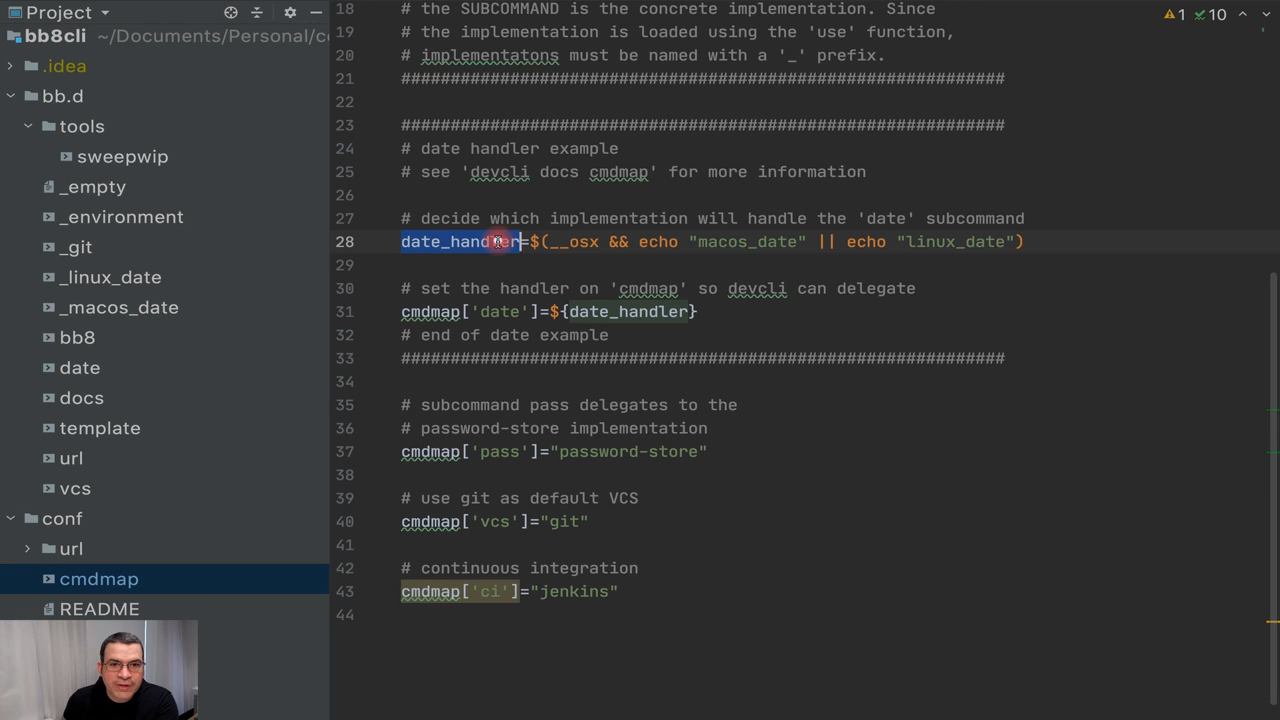 Project
bb8cli ~/Documents/Personal/c
.idea
bb.d
tools
sweepwip
_empty
_environment
_git
_linux_date
_macos_date
bb8
date
docs
template
url
vcs
conf
url
cmdmap
README
1 10
18 # the SUBCOMMAND is the concrete implementation. Since
19 # the implementation is loaded using the 'use' function,
20 # implementatons must be named with a '_' prefix.
21 #############################################################
22
23 #############################################################
24 # date handler example
25 # see 'devcli docs cmdmap' for more information
26
27 # decide which implementation will handle the 'date' subcommand
28 date_handler=$(__osx && echo "macos_date" || echo "linux_date")
29
30 # set the handler on 'cmdmap' so devcli can delegate
31 cmdmap['date']=${date_handler}
32 # end of date example
33 #############################################################
34
35 # subcommand pass delegates to the
36 # password-store implementation
37 cmdmap['pass']="password-store"
38
39 # use git as default VCS
40 cmdmap['vcs']="git"
41
42 # continuous integration
43 cmdmap['ci']="jenkins"
44